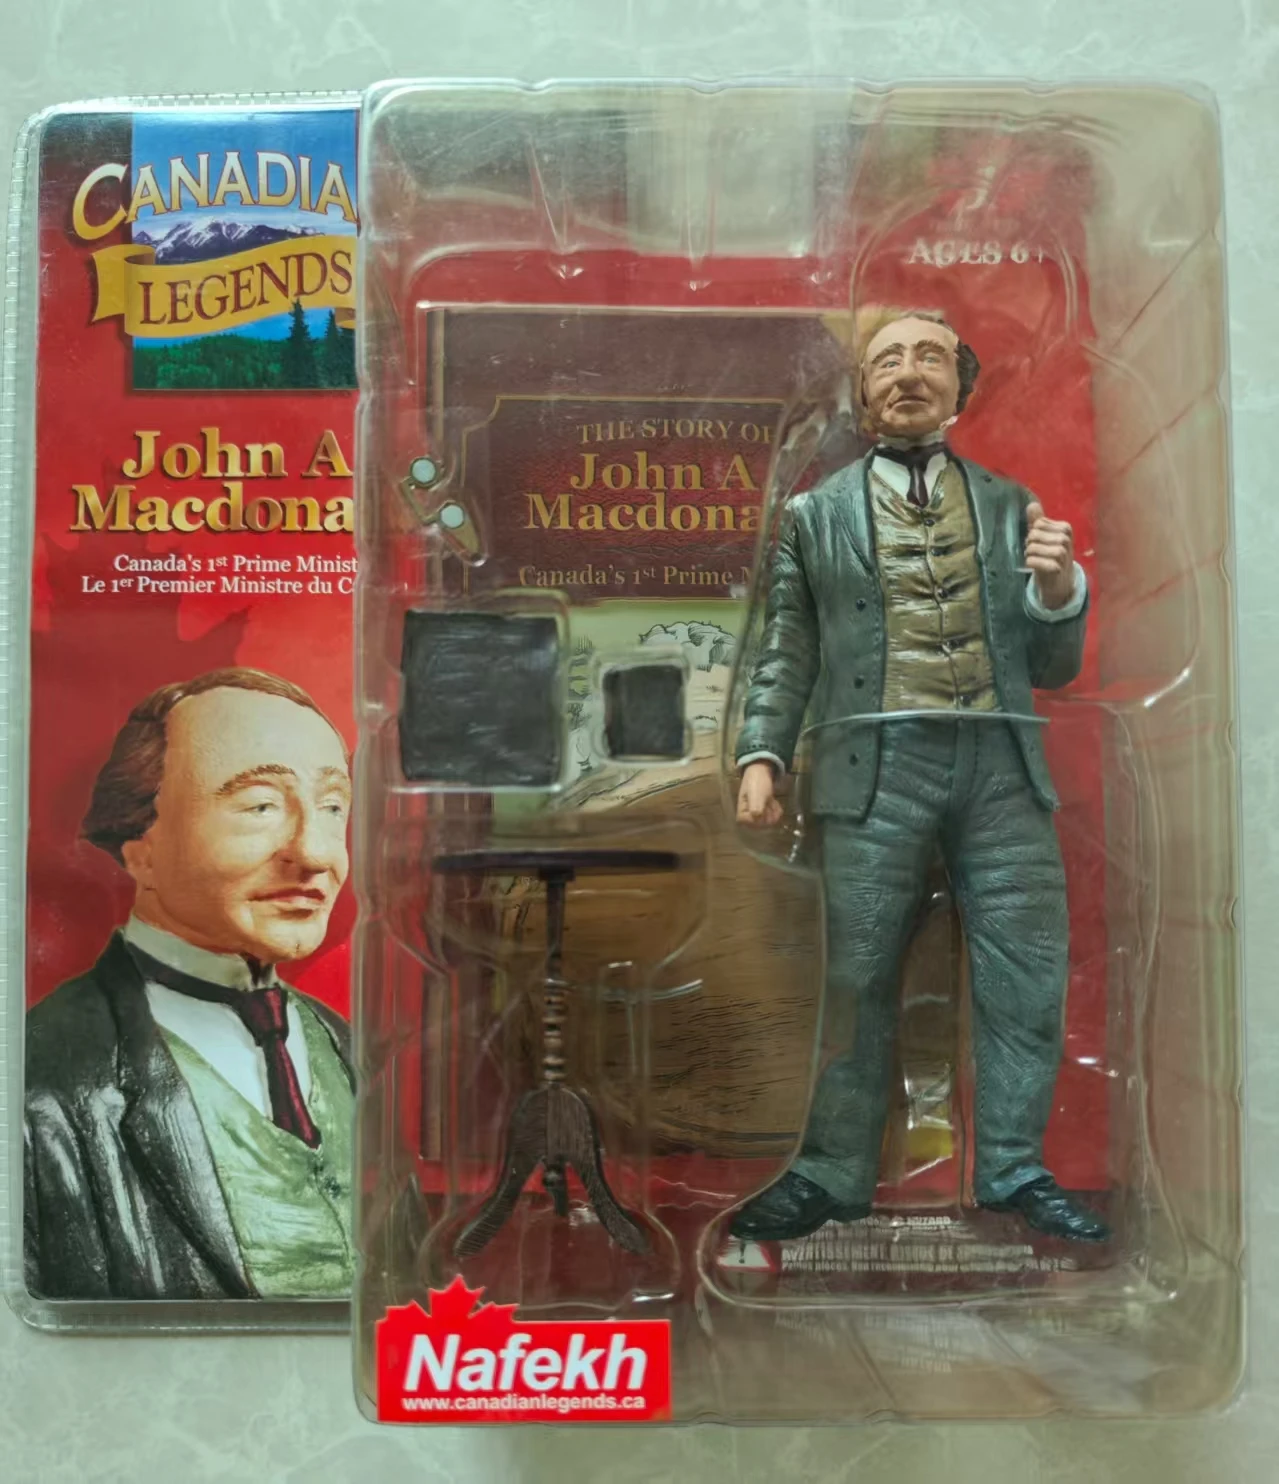 CANADIA
LEGENDS
John A
Macdona
Canada's 1st Prime Minist
Le 1er Premier Ministre du C
AGES 6+
THE STORY OF
John A
Macdona
Canada's 1st Prime M
Nafekh
www.canadianlegends.ca